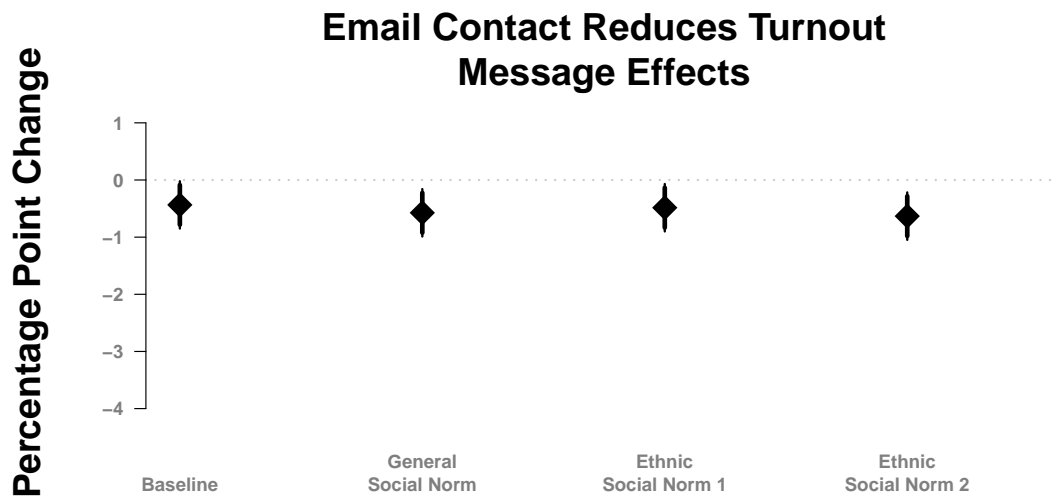 Email Contact Reduces Turnout
Message Effects
Percentage Point Change
1
0
−1
−2
−3
−4
Baseline
General
Social Norm
Ethnic
Social Norm 1
Ethnic
Social Norm 2